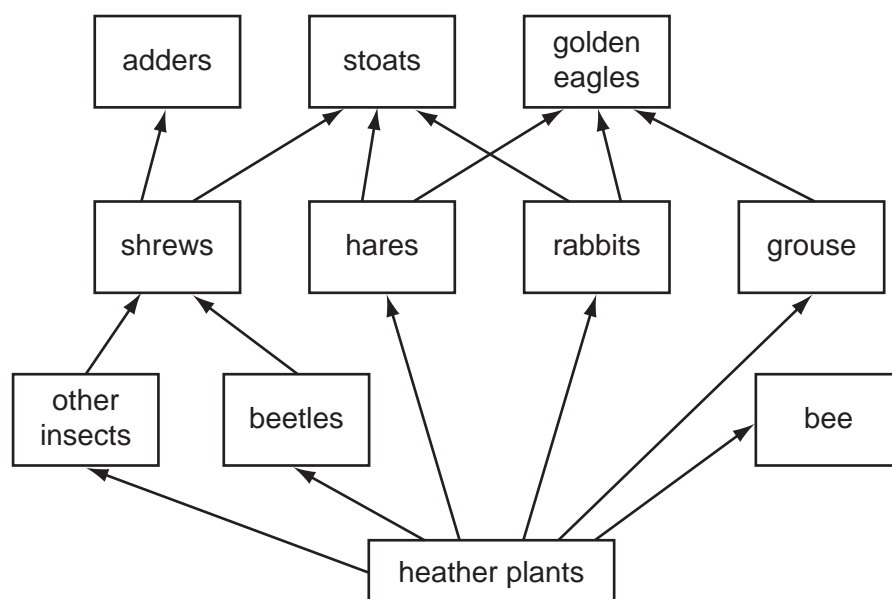 adders
stoats
golden
eagles
shrews
hares
rabbits
grouse
other
insects
beetles
bee
heather plants